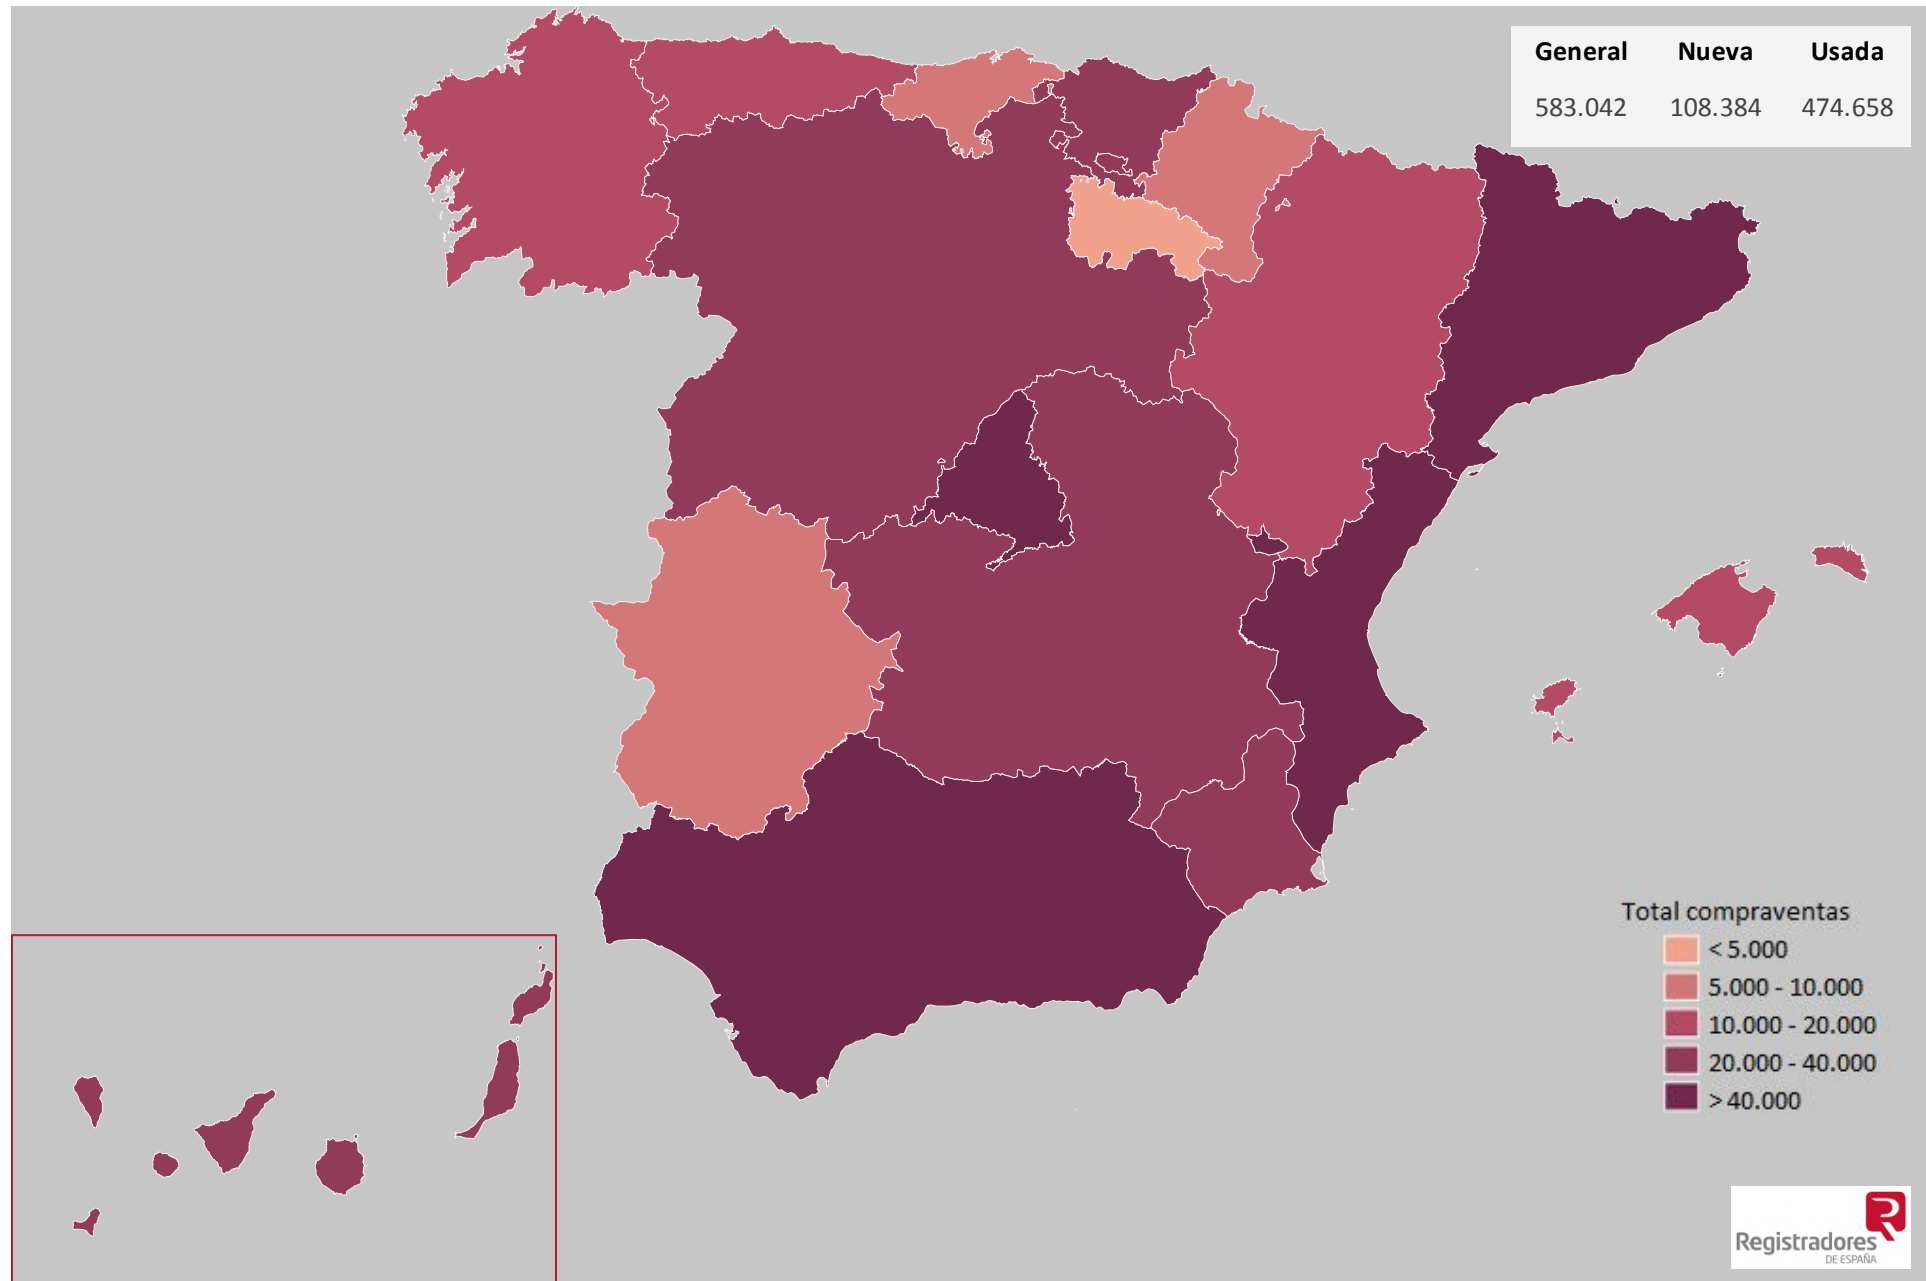 General Nueva Usada
583.042 108.384 474.658
Total compraventas
< 5.000
5.000 - 10.000
10.000 - 20.000
20.000 - 40.000
> 40.000
Registradores
DE ESPAÑA